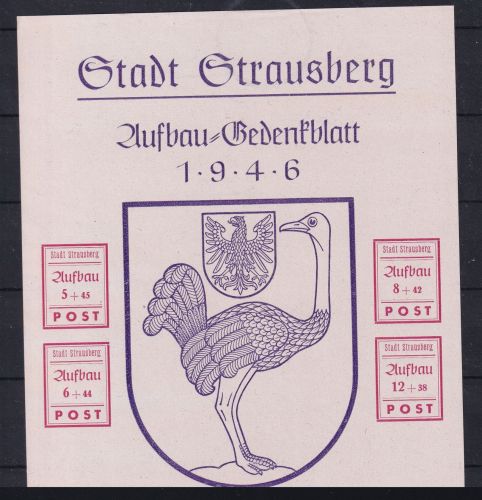 Stadt Strausberg
Aufbau=Gedenkblatt
1·9·4·6
Stadt Strausberg
Aufbau
5 + 45
POST
Stadt Strausberg
Aufbau
6 + 44
POST
Stadt Strausberg
Aufbau
8 + 42
POST
Stadt Strausberg
Aufbau
12 + 38
POST